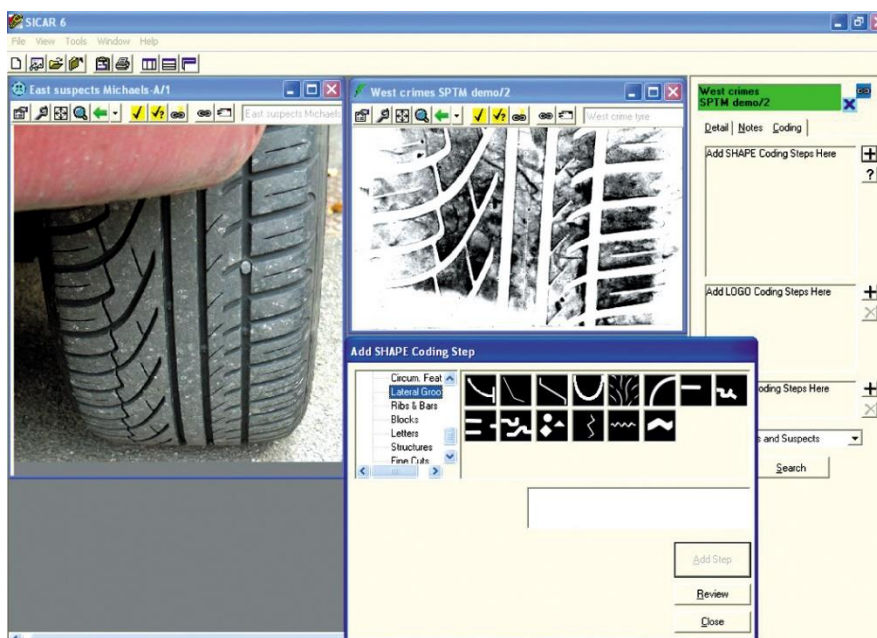 SICAR 6
File View Tools Window Help
East suspects Michaels-A/1
East suspects Michaels
West crimes SPTM demo/2
West crime tyre
West crimes
SPTM demo/2
Detail Notes Coding
Add SHAPE Coding Steps Here
?
Add LOGO Coding Steps Here
oding Steps Here
s and Suspects
Search
Add SHAPE Coding Step
Circum. Feat
Lateral Groo
Ribs & Bars
Blocks
Letters
Structures
Fine Cuts
Add Step
Review
Close